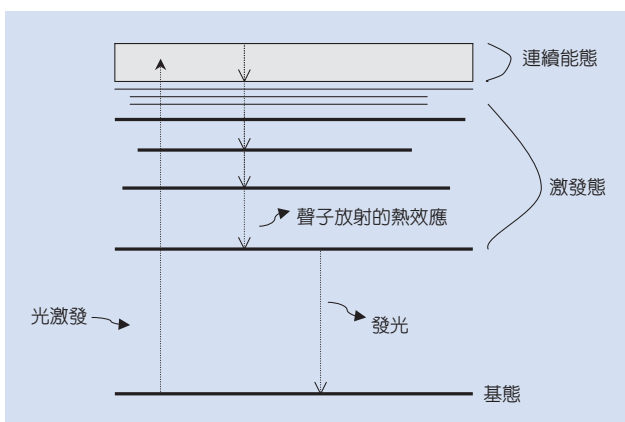 連續能態
激發態
聲子放射的熱效應
光激發
發光
基態